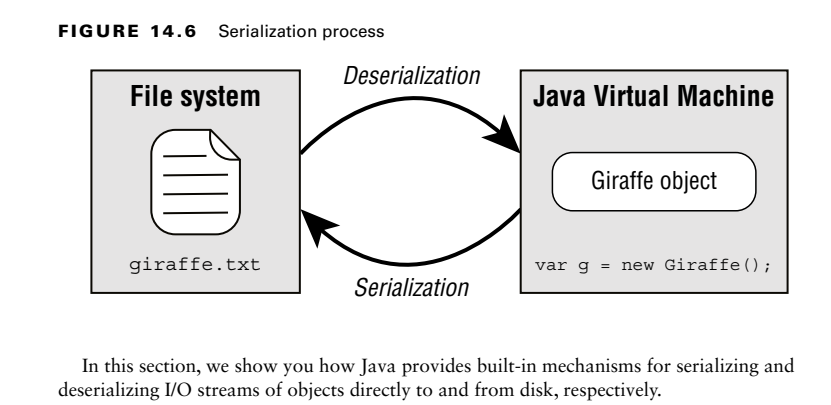 FIGURE 14.6 Serialization process
Deserialization
File system
Java Virtual Machine
Giraffe object
giraffe.txt
var g = new Giraffe();
Serialization
In this section, we show you how Java provides built-in mechanisms for serializing and
deserializing I/O streams of objects directly to and from disk, respectively.